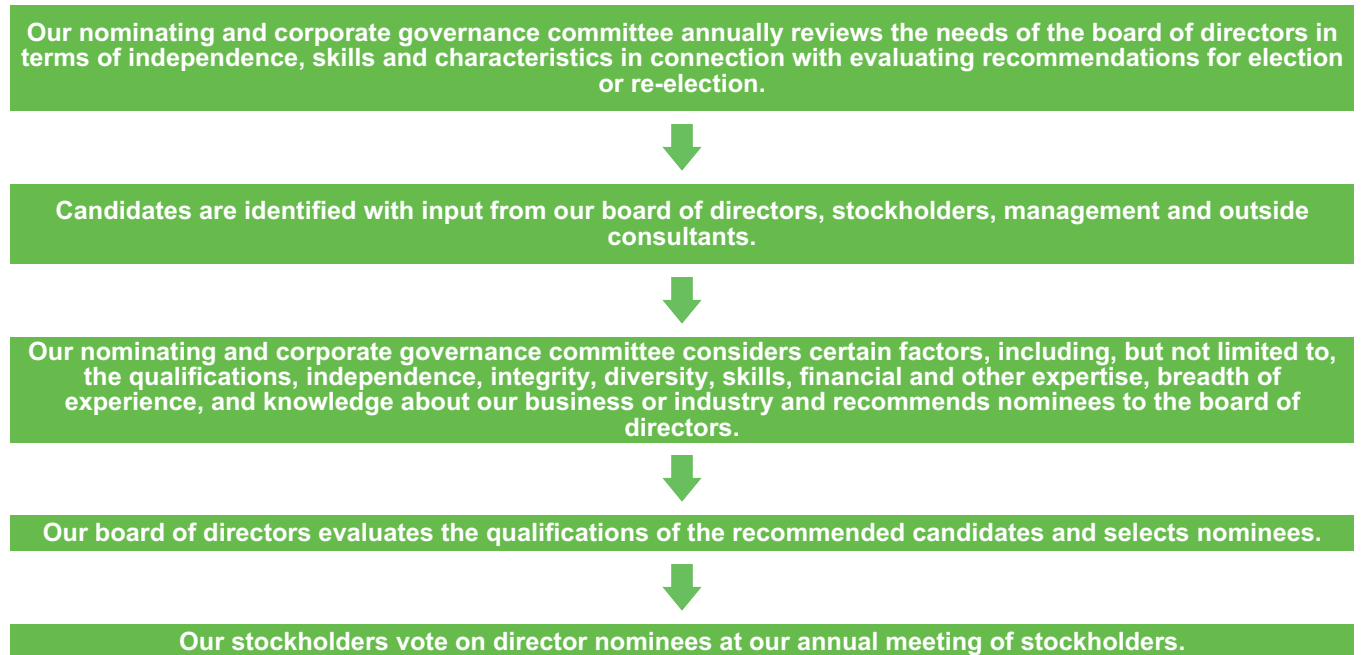 Our nominating and corporate governance committee annually reviews the needs of the board of directors in
terms of independence, skills and characteristics in connection with evaluating recommendations for election
or re-election.
Candidates are identified with input from our board of directors, stockholders, management and outside
consultants.
Our nominating and corporate governance committee considers certain factors, including, but not limited to,
the qualifications, independence, integrity, diversity, skills, financial and other expertise, breadth of
experience, and knowledge about our business or industry and recommends nominees to the board of
directors.
Our board of directors evaluates the qualifications of the recommended candidates and selects nominees.
Our stockholders vote on director nominees at our annual meeting of stockholders.